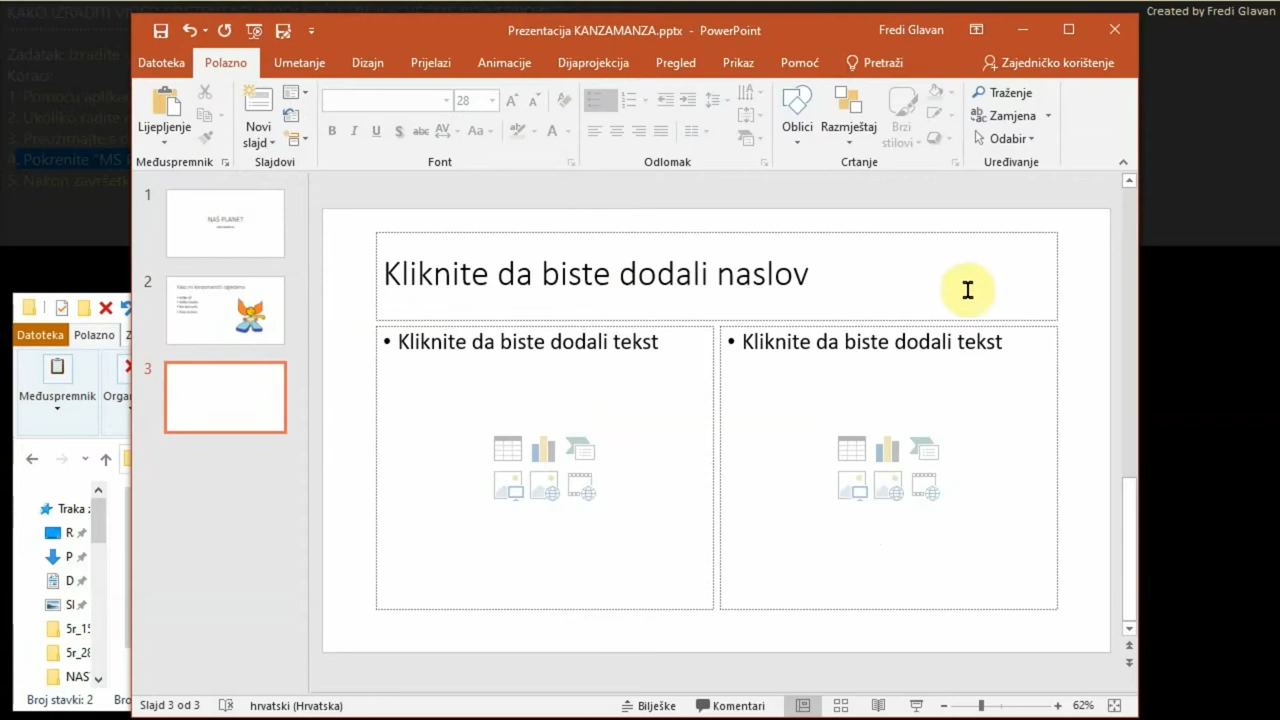 Created by Fredi Glavan
Zadatak: Izradite
Koraci:
4. Pokrenite "MS
Prezentacija KANZAMANZA.pptx - PowerPoint
Fredi Glavan
Datoteka Polazno Umetanje Dizajn Prijelazi Animacije Dijaprojekcija Pregled Prikaz Pomoć Pretraži Zajedničko korištenje
Lijepljenje
Novi slajd
28
Oblici
Razmještaj
Brzi stilovi
Traženje
Zamjena
Odabir
Međuspremnik Slajdovi Font Odlomak Crtanje Uređivanje
1
NAŠ PLANET
2
3
Kliknite da biste dodali naslov
• Kliknite da biste dodali tekst
• Kliknite da biste dodali tekst
Datoteka Polazno
Međuspremnik
Traka
R
P
D
Sl
5r_15
5r_28
NAS
Broj stavki: 2
Slajd 3 od 3
hrvatski (Hrvatska)
Bilješke
Komentari
62%